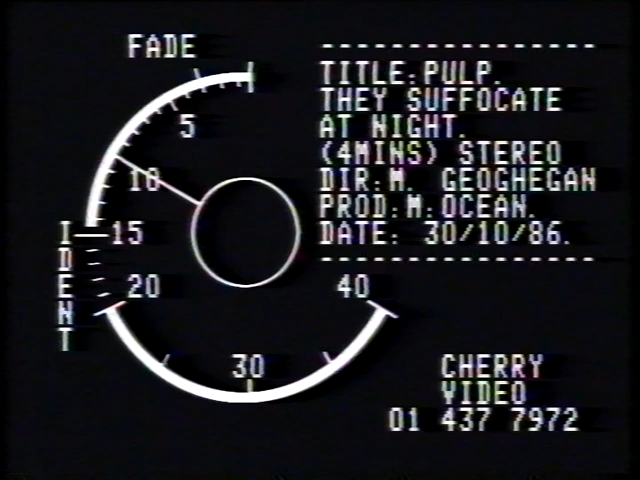 FADE
5
10
15
20
30
40
IDENT
-----------------
TITLE:PULP.
THEY SUFFOCATE
AT NIGHT.
(4MINS) STEREO
DIR:M. GEOGHEGAN
PROD:M.OCEAN.
DATE: 30/10/86.
-----------------
CHERRY
VIDEO
01 437 7972